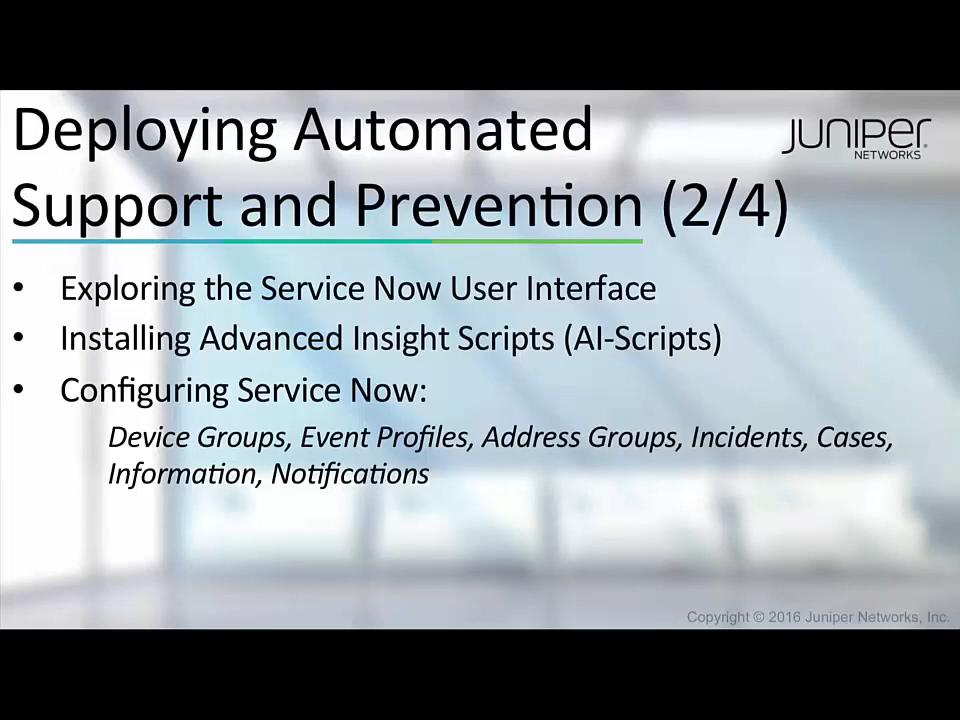 Deploying Automated
Support and Prevention (2/4)
JUNIPEr
NETWORKS
• Exploring the Service Now User Interface
• Installing Advanced Insight Scripts (AI-Scripts)
• Configuring Service Now:
Device Groups, Event Profiles, Address Groups, Incidents, Cases,
Information, Notifications
Copyright © 2016 Juniper Networks, Inc.